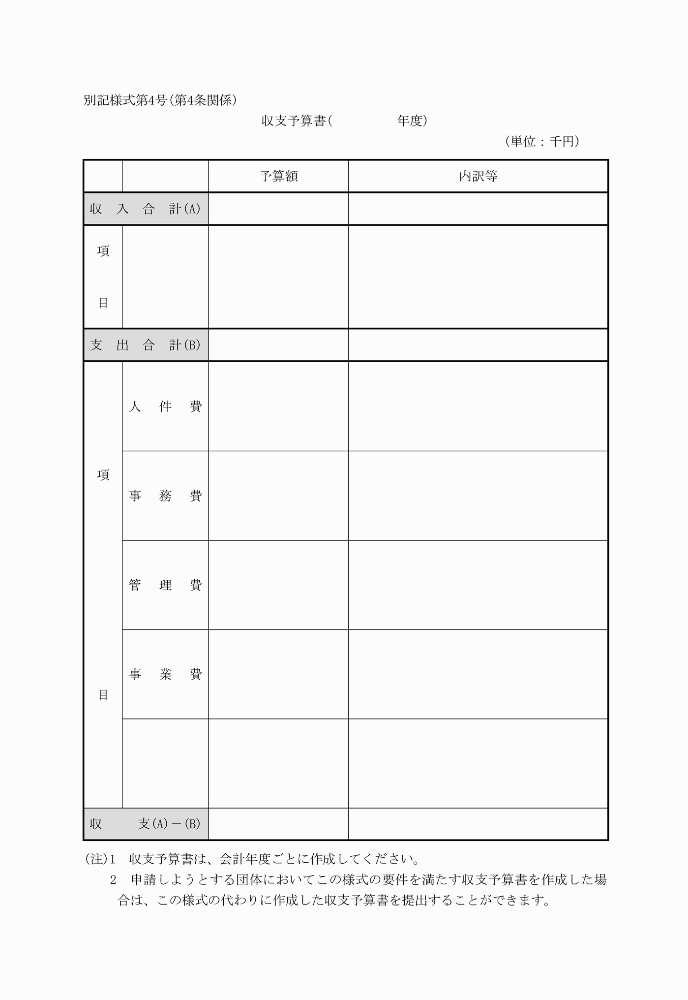 別記様式第4号(第4条関係)
収支予算書(　　　　　年度)
(単位：千円)
予算額　内訳等
収　入　合　計(A)
項
目
支　出　合　計(B)
人　件　費
項
事　務　費
管　理　費
事　業　費
目
収　　　支(A)－(B)
(注)1　収支予算書は、会計年度ごとに作成してください。
2　申請しようとする団体においてこの様式の要件を満たす収支予算書を作成した場
合は、この様式の代わりに作成した収支予算書を提出することができます。